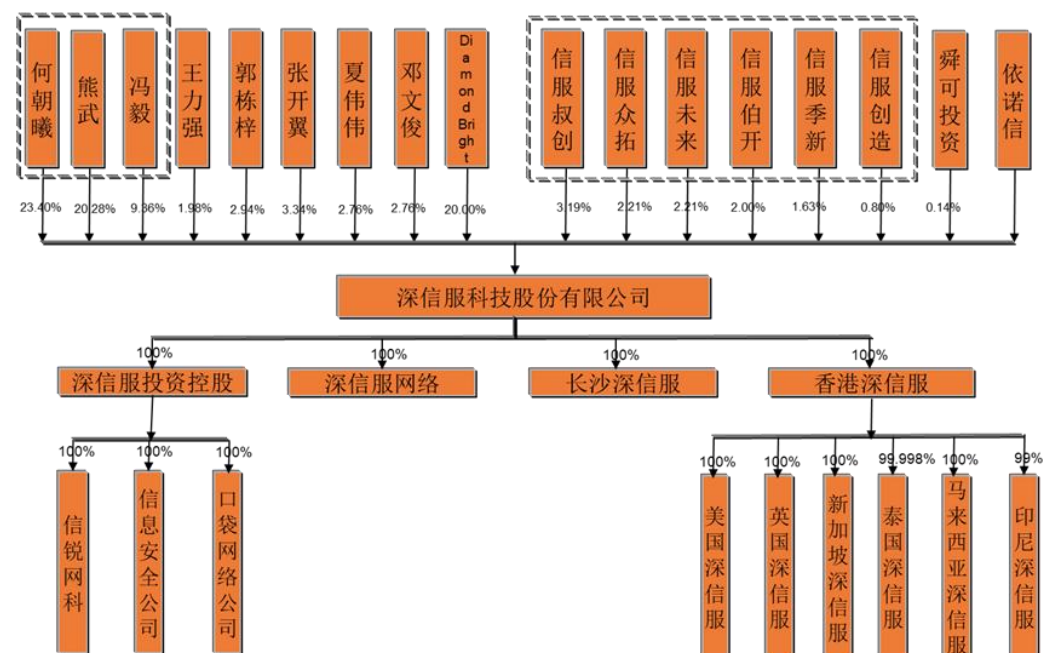 何朝曦
熊武
冯毅
王力强
郭栋梓
张开翼
夏伟伟
邓文俊
Diamond Bright
信服叔创
信服众拓
信服未来
信服伯开
信服季新
信服创造
舜可投资
依诺信
23.40%
20.28%
9.36%
1.98%
2.94%
3.34%
2.76%
2.76%
20.00%
3.19%
2.21%
2.21%
2.00%
1.63%
0.80%
0.14%
深信服科技股份有限公司
100%
100%
100%
100%
深信服投资控股
深信服网络
长沙深信服
香港深信服
100%
100%
100%
100%
100%
100%
99.998%
100%
99%
信锐网科
信息安全公司
口袋网络公司
美国深信服
英国深信服
新加坡深信服
泰国深信服
马来西亚深信服
印尼深信服